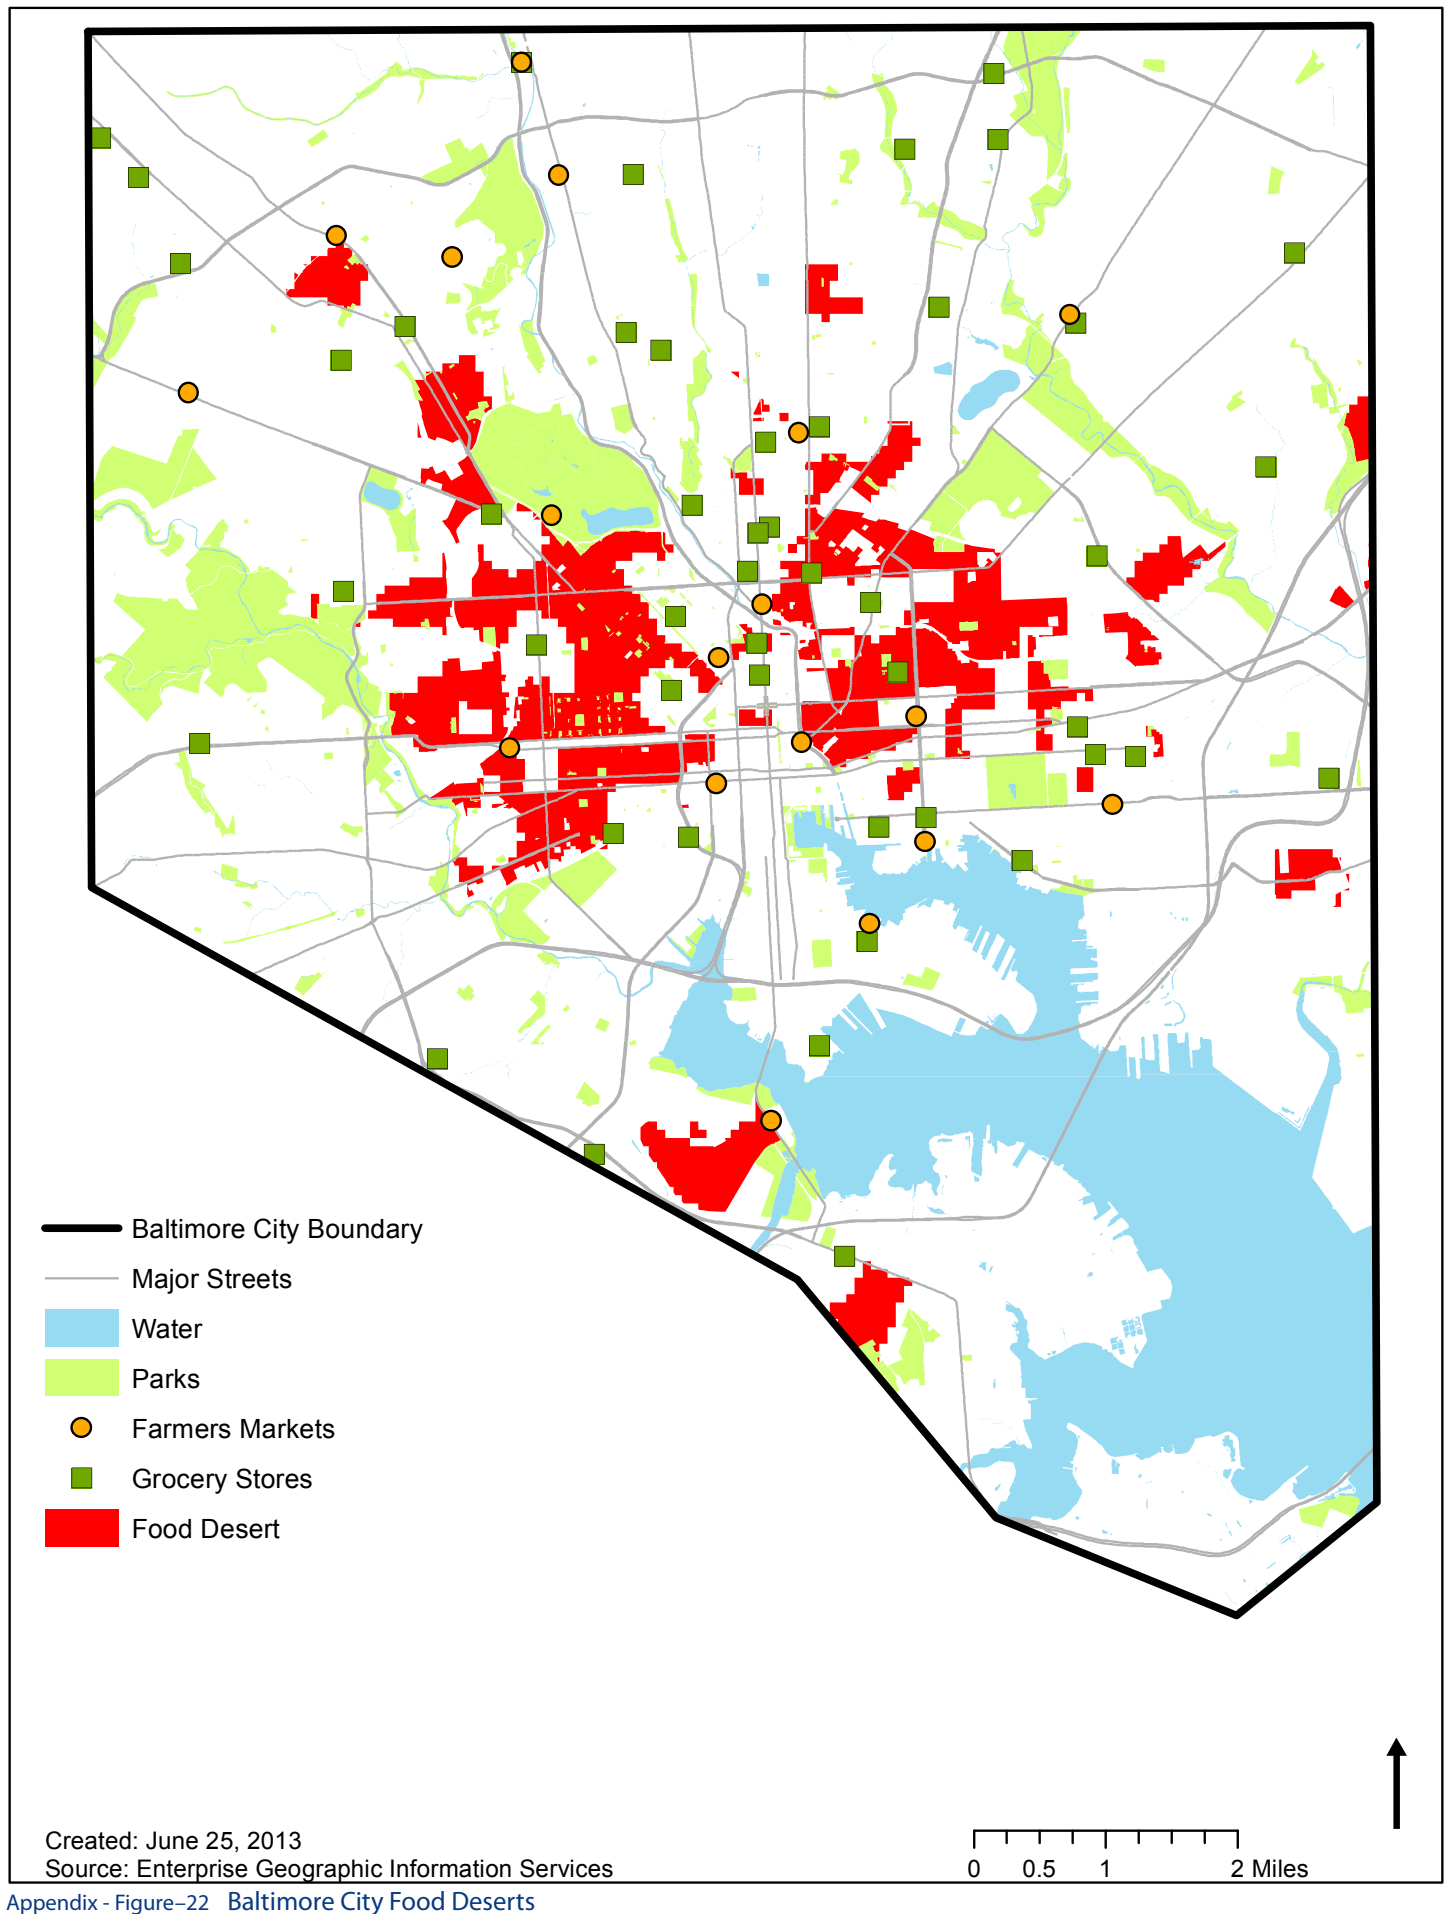 Baltimore City Boundary
Major Streets
Water
Parks
Farmers Markets
Grocery Stores
Food Desert
Created: June 25, 2013
Source: Enterprise Geographic Information Services
0 0.5 1 2 Miles
Appendix - Figure–22 Baltimore City Food Deserts